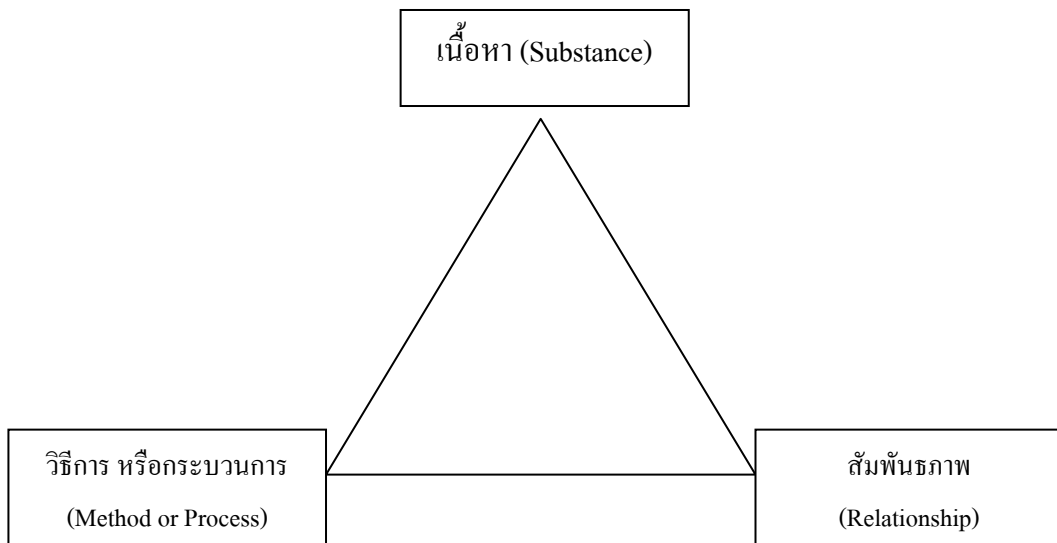 เนื้อหา (Substance)
วิธีการ หรือกระบวนการ
(Method or Process)
สัมพันธภาพ
(Relationship)